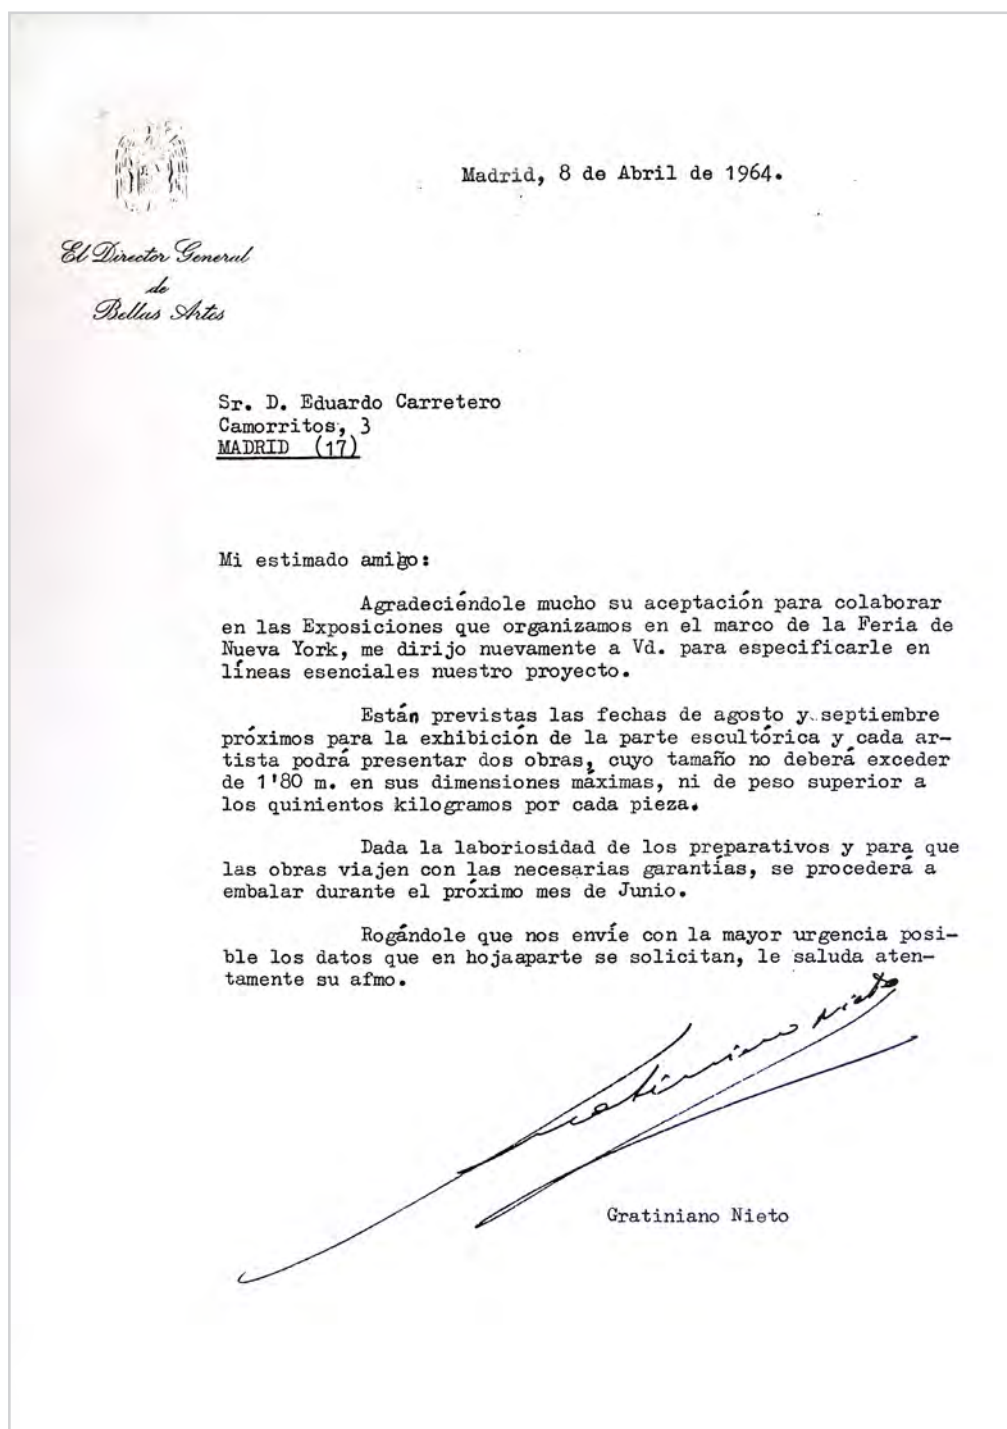 Madrid, 8 de Abril de 1964.
El Director General
de
Bellas Artes
Sr. D. Eduardo Carretero
Camorritos, 3
MADRID (17)
Mi estimado amigo:
Agradeciéndole mucho su aceptación para colaborar
en las Exposiciones que organizamos en el marco de la Feria de
Nueva York, me dirijo nuevamente a Vd. para especificarle en
líneas esenciales nuestro proyecto.
Están previstas las fechas de agosto y septiembre
próximos para la exhibición de la parte escultórica y cada ar-
tista podrá presentar dos obras, cuyo tamaño no deberá exceder
de 1'80 m. en sus dimensiones máximas, ni de peso superior a
los quinientos kilogramos por cada pieza.
Dada la laboriosidad de los preparativos y para que
las obras viajen con las necesarias garantías, se procederá a
embalar durante el próximo mes de Junio.
Rogándole que nos envíe con la mayor urgencia posi-
ble los datos que en hojaaparte se solicitan, le saluda aten-
tamente su afmo.
Gratiniano Nieto
Gratiniano Nieto